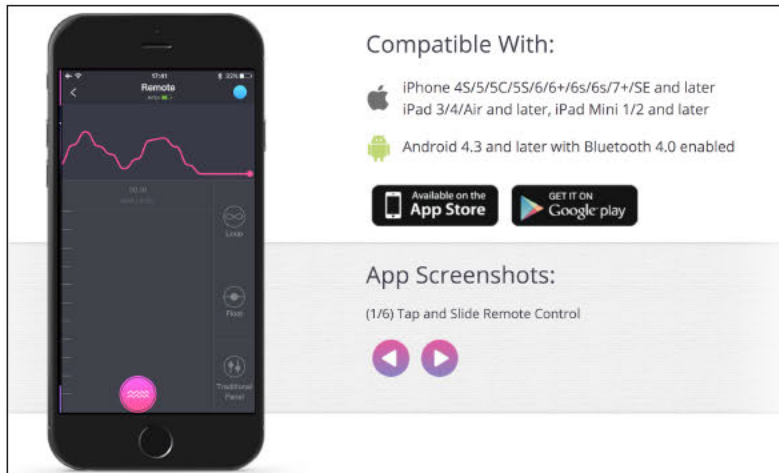 17:41
33%
Remote
Loop
Float
Traditional
Panel
Compatible With:
iPhone 4S/5/5C/5S/6/6+/6s/6s/7+/SE and later
iPad 3/4/Air and later, iPad Mini 1/2 and later
Android 4.3 and later with Bluetooth 4.0 enabled
Available on the
App Store
GET IT ON
Google play
App Screenshots:
(1/6) Tap and Slide Remote Control